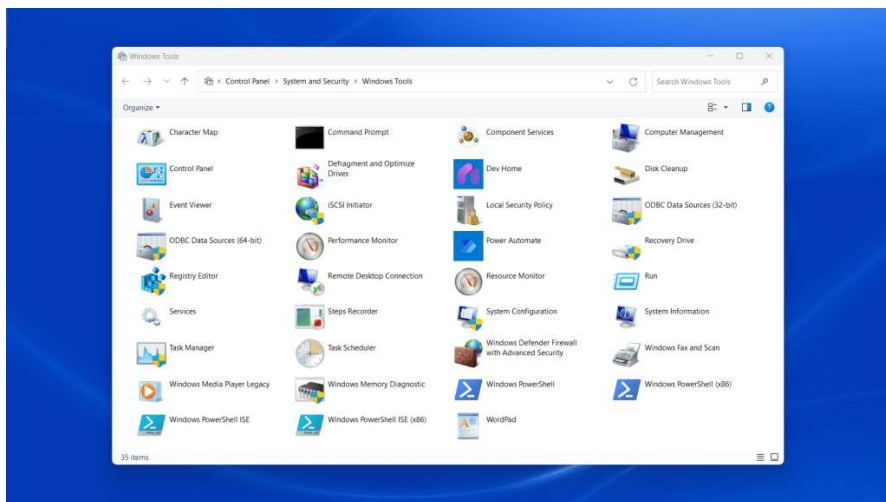 Windows Tools
Control Panel > System and Security > Windows Tools
Search Windows Tools
Organize
Character Map
Command Prompt
Component Services
Computer Management
Control Panel
Defragment and Optimize
Drives
Dev Home
Disk Cleanup
Event Viewer
iSCSI Initiator
Local Security Policy
ODBC Data Sources (32-bit)
ODBC Data Sources (64-bit)
Performance Monitor
Power Automate
Recovery Drive
Registry Editor
Remote Desktop Connection
Resource Monitor
Run
Services
Steps Recorder
System Configuration
System Information
Task Manager
Task Scheduler
Windows Defender Firewall
with Advanced Security
Windows Fax and Scan
Windows Media Player Legacy
Windows Memory Diagnostic
Windows PowerShell
Windows PowerShell (x86)
Windows PowerShell ISE
Windows PowerShell ISE (x86)
WordPad
35 items